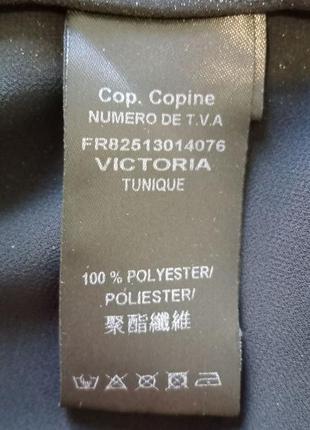 Cop. Copine
NUMERO DE T.V.A
FR82513014076
VICTORIA
TUNIQUE
100 % POLYESTER/
POLIESTER/
聚酯纖維